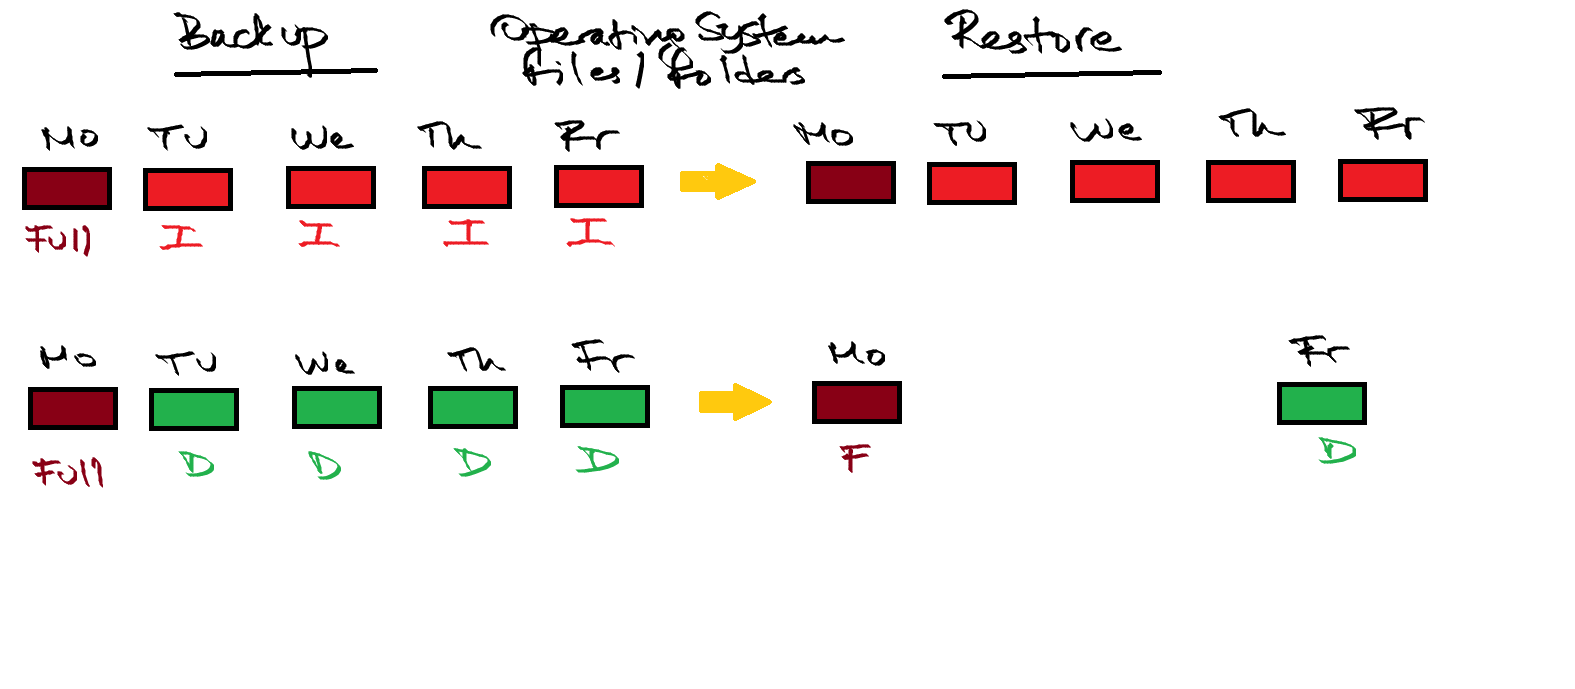 Backup Operating System Restore
files/folders
Mo TU We Th Fr Mo TU We Th Fr
Full I I I I
Mo TU We Th Fr Mo Fr
Full D D D D F D